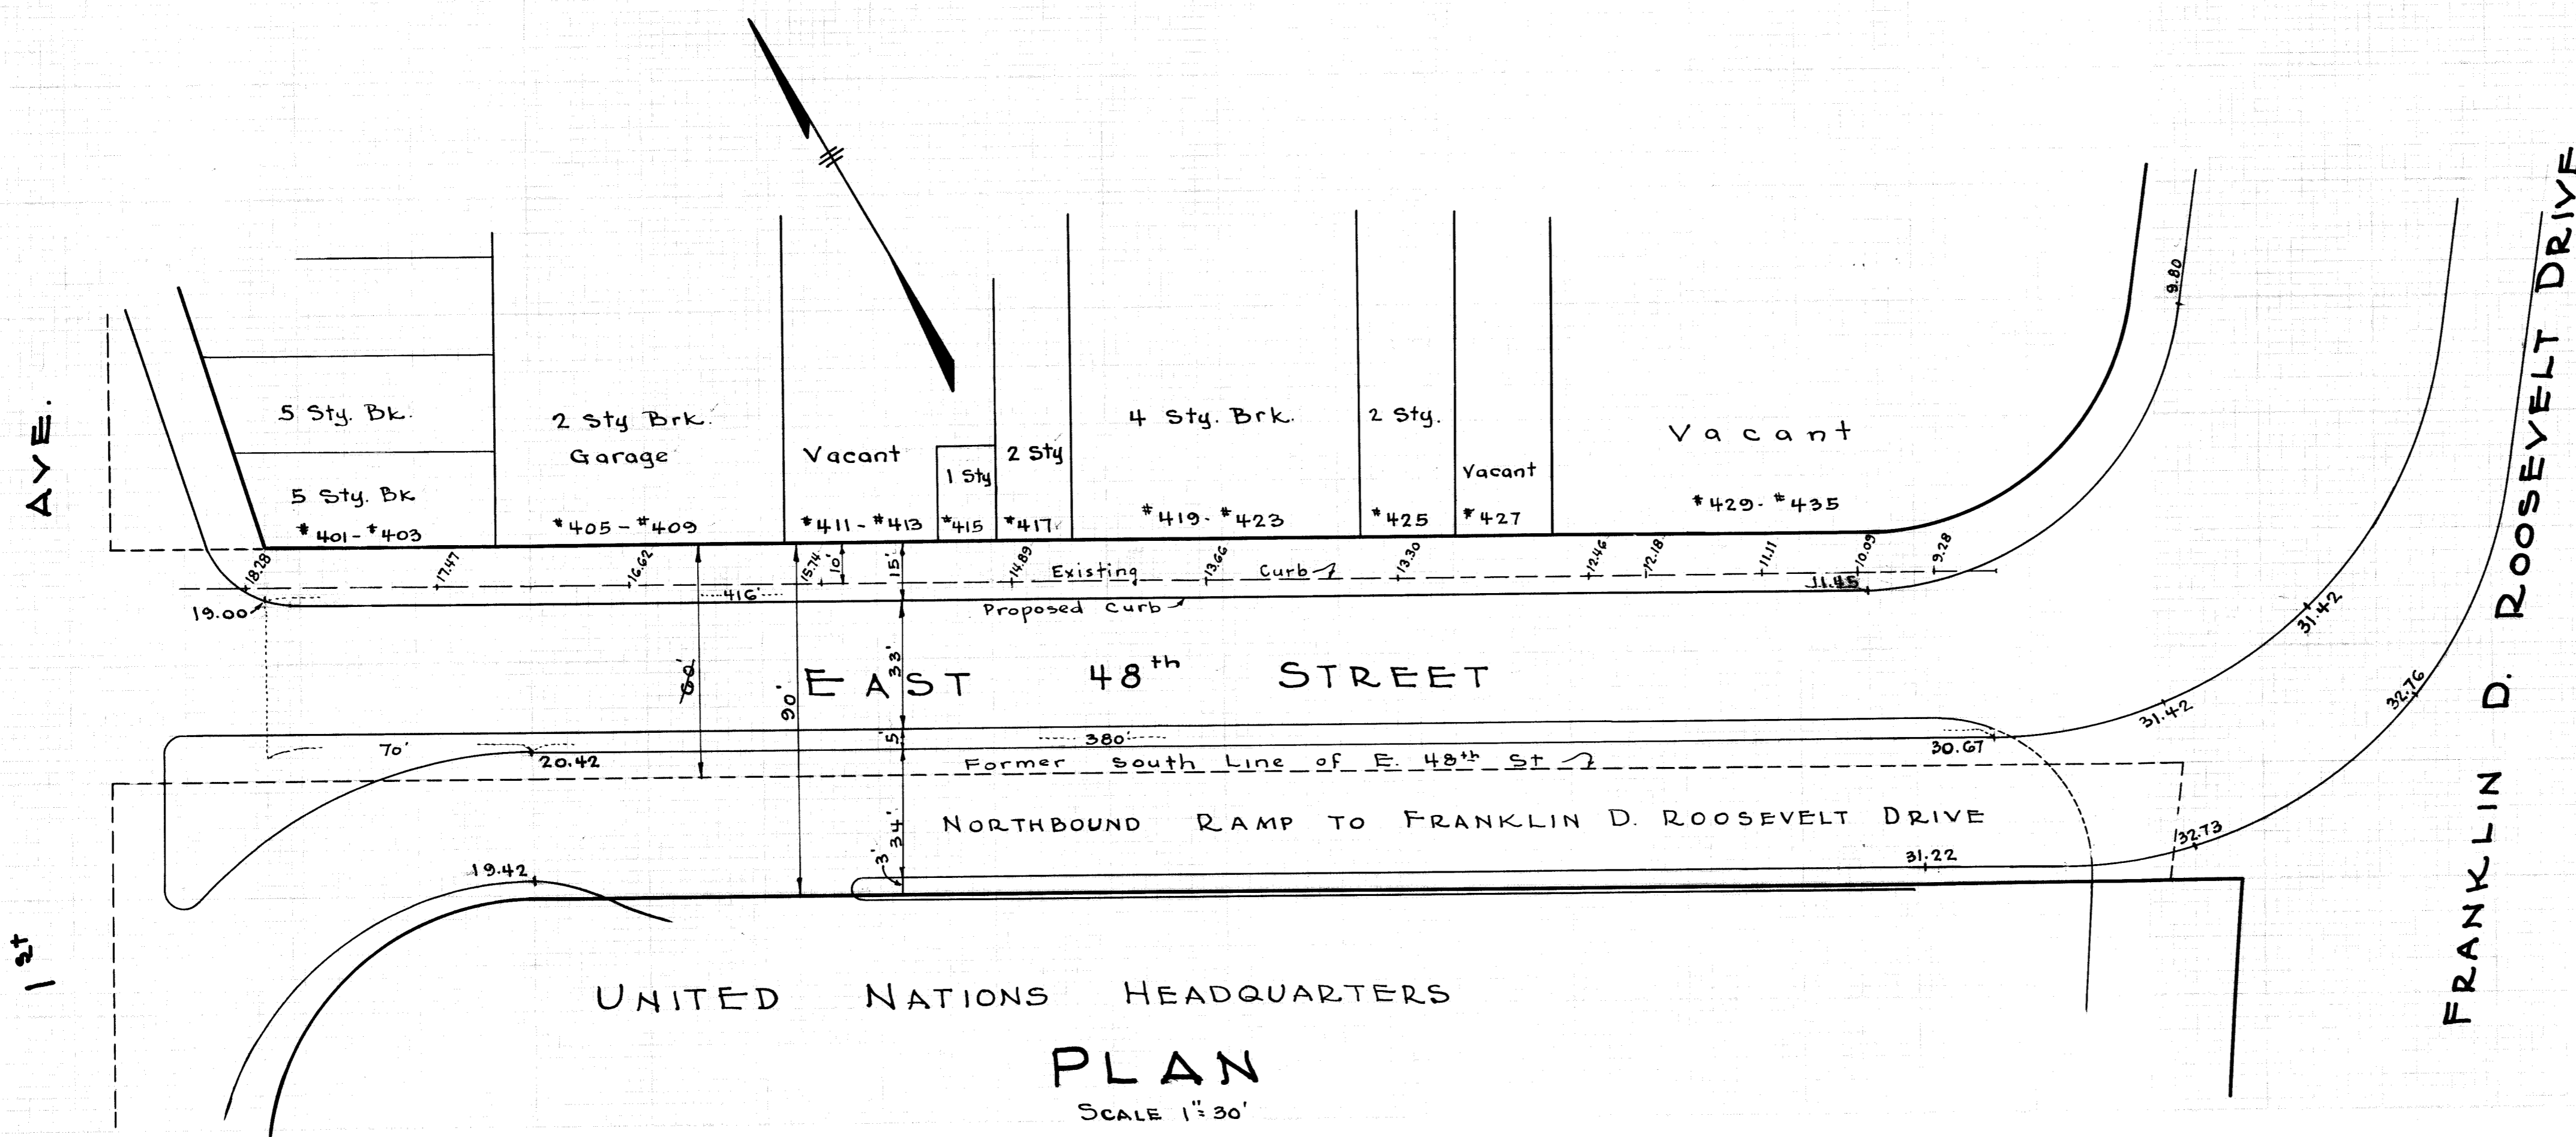 1st AVE.
FRANKLIN D. ROOSEVELT DRIVE
5 Sty. Bk.
5 Sty. Bk
#401-#403
2 Sty Brk.
Garage
#405-#409
Vacant
#411-#413
1 Sty
#415
2 Sty
#417
4 Sty. Brk.
#419-#423
2 Sty.
#425
Vacant
#427
Vacant
#429-#435
9.80
18.28
17.47
16.62
15.74
10'
15'
14.89
Existing Curb
13.66
13.30
12.46
12.18
11.11
10.09
9.28
11.45
19.00
416'
Proposed Curb
31.42
60'
90'
EAST 48th STREET
33'
32.76
31.42
70'
20.42
5'
380'
30.67
Former South Line of E. 48th St
34'
NORTHBOUND RAMP TO FRANKLIN D. ROOSEVELT DRIVE
32.73
3'
31.22
19.42
UNITED NATIONS HEADQUARTERS
PLAN
SCALE 1"=30'